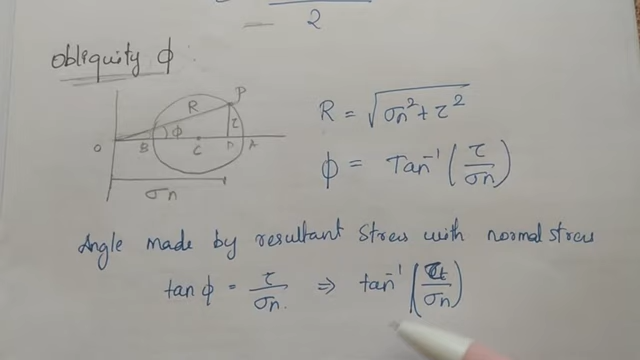 2
Obliquity ϕ
P
R
R = √(σn² + τ²)
ϕ
τ
O B C D A
ϕ = Tan⁻¹ (τ/σn)
σn
Angle made by resultant stress with normal stress
tan ϕ = τ/σn. ⇒ tan⁻¹ (σt/σn)